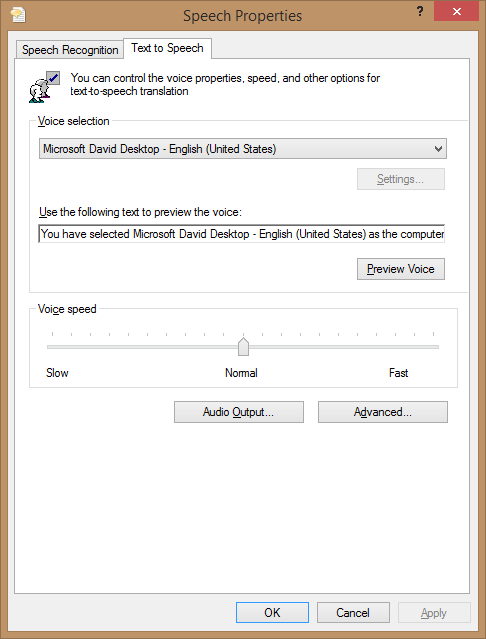 Speech Properties
?
Speech Recognition
Text to Speech
You can control the voice properties, speed, and other options for
text-to-speech translation
Voice selection
Microsoft David Desktop - English (United States)
Settings...
Use the following text to preview the voice:
You have selected Microsoft David Desktop - English (United States) as the computer
Preview Voice
Voice speed
Slow
Normal
Fast
Audio Output...
Advanced...
OK
Cancel
Apply